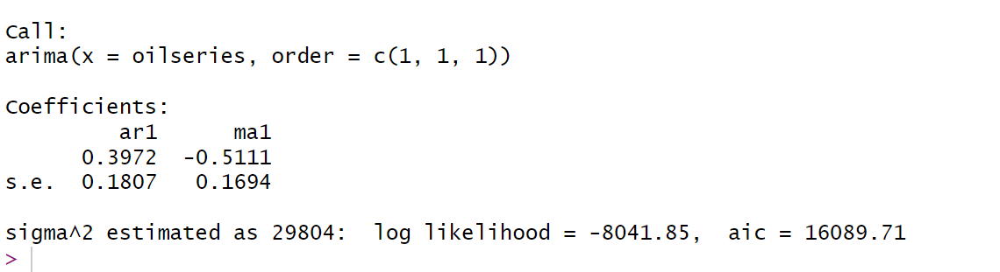 Call:
arima(x = oilseries, order = c(1, 1, 1))
Coefficients:
ar1 ma1
0.3972 -0.5111
s.e. 0.1807 0.1694
sigma^2 estimated as 29804: log likelihood = -8041.85, aic = 16089.71
>